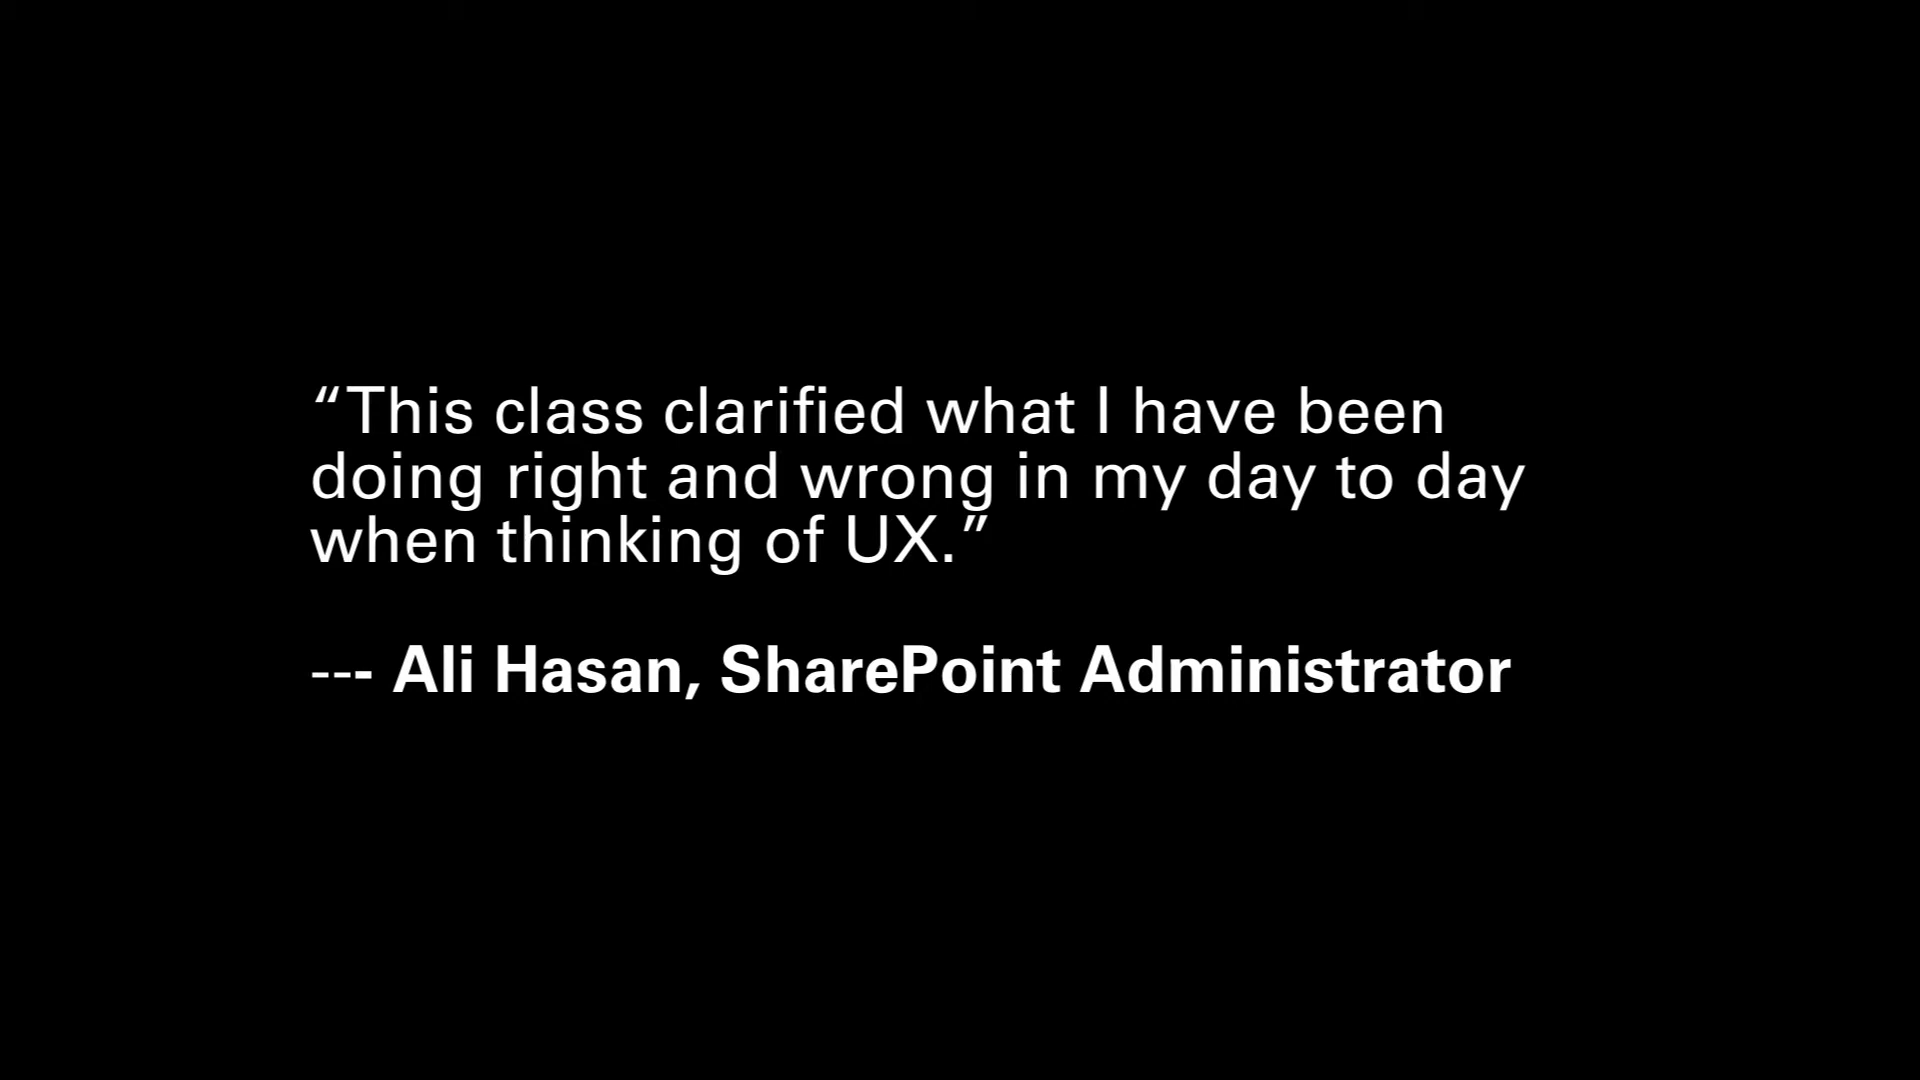 “This class clarified what I have been
doing right and wrong in my day to day
when thinking of UX.”
--- Ali Hasan, SharePoint Administrator